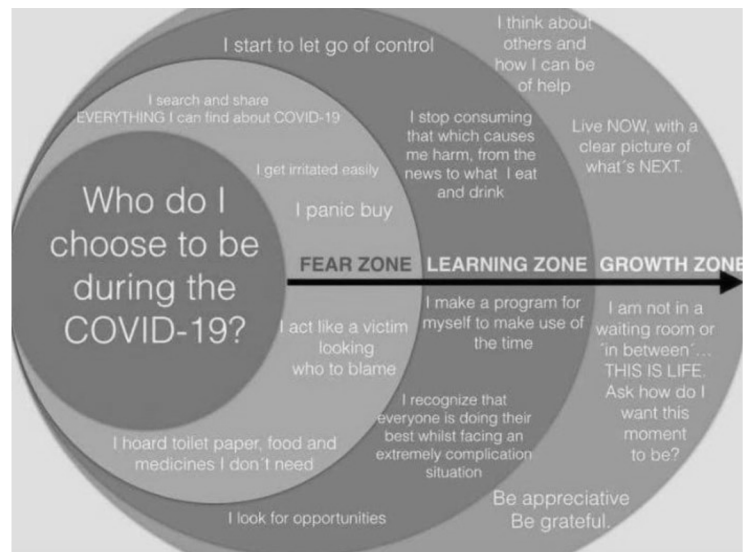 Who do I
choose to be
during the
COVID-19?
I search and share
EVERYTHING I can find about COVID-19
I get irritated easily
I panic buy
FEAR ZONE
I act like a victim
looking
who to blame
I hoard toilet paper, food and
medicines I don´t need
I start to let go of control
I stop consuming
that which causes
me harm, from the
news to what I eat
and drink
LEARNING ZONE
I make a program for
myself to make use of
the time
I recognize that
everyone is doing their
best whilst facing an
extremely complication
situation
I look for opportunities
I think about
others and
how I can be
of help
Live NOW, with a
clear picture of
what´s NEXT.
GROWTH ZONE
I am not in a
waiting room or
´in between´...
THIS IS LIFE.
Ask how do I
want this
moment
to be?
Be appreciative
Be grateful.